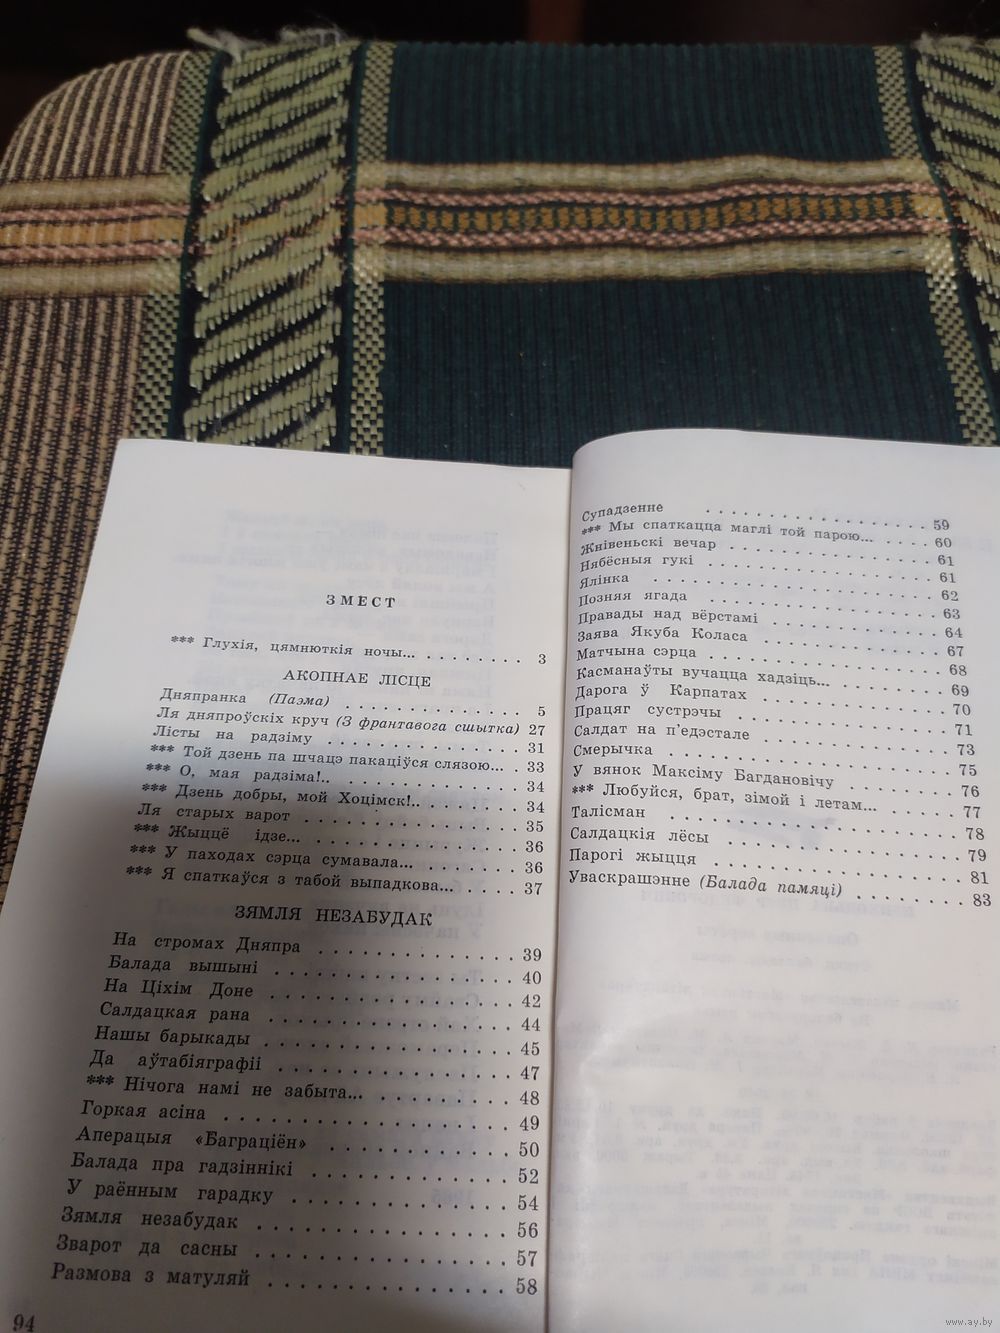 ЗМЕСТ
*** Глухія, цямнюткія ночы... . . . . . . . . 3
АКОПНАЕ ЛІСЦЕ
Дняпранка (Паэма) . . . . . . . . . . . . . 5
Ля дняпроўскіх круч (З франтавога сшытка) 27
Лісты на радзіму . . . . . . . . . . . . . 31
*** Той дзень па шчацэ пакаціўся слязою... . 33
*** О, мая радзіма!.. . . . . . . . . . . . . 34
*** Дзень добры, мой Хоцімск!.. . . . . . . . 34
Ля старых варот . . . . . . . . . . . . . . 35
*** Жыццё ідзе... . . . . . . . . . . . . . . 36
*** У паходах сэрца сумавала... . . . . . . . 36
*** Я спаткаўся з табой выпадкова... . . . . 37
ЗЯМЛЯ НЕЗАБУДАК
На стромах Дняпра . . . . . . . . . . . . 39
Балада вышыні . . . . . . . . . . . . . . 40
На Ціхім Доне . . . . . . . . . . . . . . 42
Салдацкая рана . . . . . . . . . . . . . . 44
Нашы барыкады . . . . . . . . . . . . . . 45
Да аўтабіяграфіі . . . . . . . . . . . . . 47
*** Нічога намі не забыта... . . . . . . . . 48
Горкая асіна . . . . . . . . . . . . . . . 49
Аперацыя «Баграціён» . . . . . . . . . . 50
Балада пра гадзіннікі . . . . . . . . . . . 52
У раённым гарадку . . . . . . . . . . . . 54
Зямля незабудак . . . . . . . . . . . . . 56
Зварот да сасны . . . . . . . . . . . . . 57
Размова з матуляй . . . . . . . . . . . . 58
94
Супадзенне . . . . . . . . . . . . . . 59
*** Мы спаткацца маглі той парою... . . . . 60
Жнівеньскі вечар . . . . . . . . . . . . 61
Нябёсныя гукі . . . . . . . . . . . . . 61
Ялінка . . . . . . . . . . . . . . . . 62
Позняя ягада . . . . . . . . . . . . . 63
Правады над вёрстамі . . . . . . . . . . 64
Заява Якуба Коласа . . . . . . . . . . . 67
Матчына сэрца . . . . . . . . . . . . . 68
Касманаўты вучацца хадзіць... . . . . . . 69
Дарога ў Карпатах . . . . . . . . . . . 70
Працяг сустрэчы . . . . . . . . . . . . 71
Салдат на п'едэстале . . . . . . . . . . 73
Смерычка . . . . . . . . . . . . . . . 75
У вянок Максіму Багдановічу . . . . . . . 76
*** Любуйся, брат, зімой і летам... . . . . . 77
Талісман . . . . . . . . . . . . . . . 78
Салдацкія лёсы . . . . . . . . . . . . . 79
Парогі жыцця . . . . . . . . . . . . . . 81
Уваскрашэнне (Балада памяці) . . . . . . . 83
www.ay.by